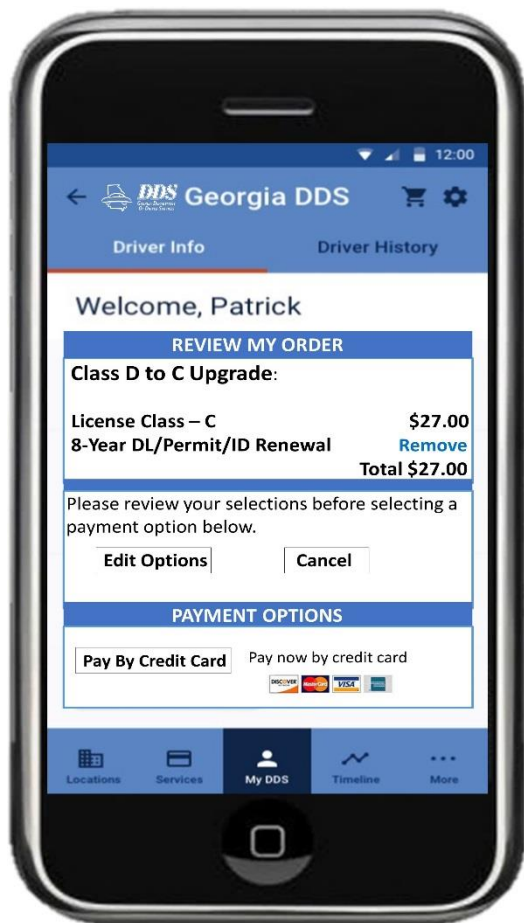 12:00
DDS Georgia DDS
Driver Info Driver History
Welcome, Patrick
REVIEW MY ORDER
Class D to C Upgrade:
License Class – C $27.00
8-Year DL/Permit/ID Renewal Remove
Total $27.00
Please review your selections before selecting a
payment option below.
Edit Options Cancel
PAYMENT OPTIONS
Pay By Credit Card Pay now by credit card
DISCOVER MasterCard VISA
Locations Services My DDS Timeline More